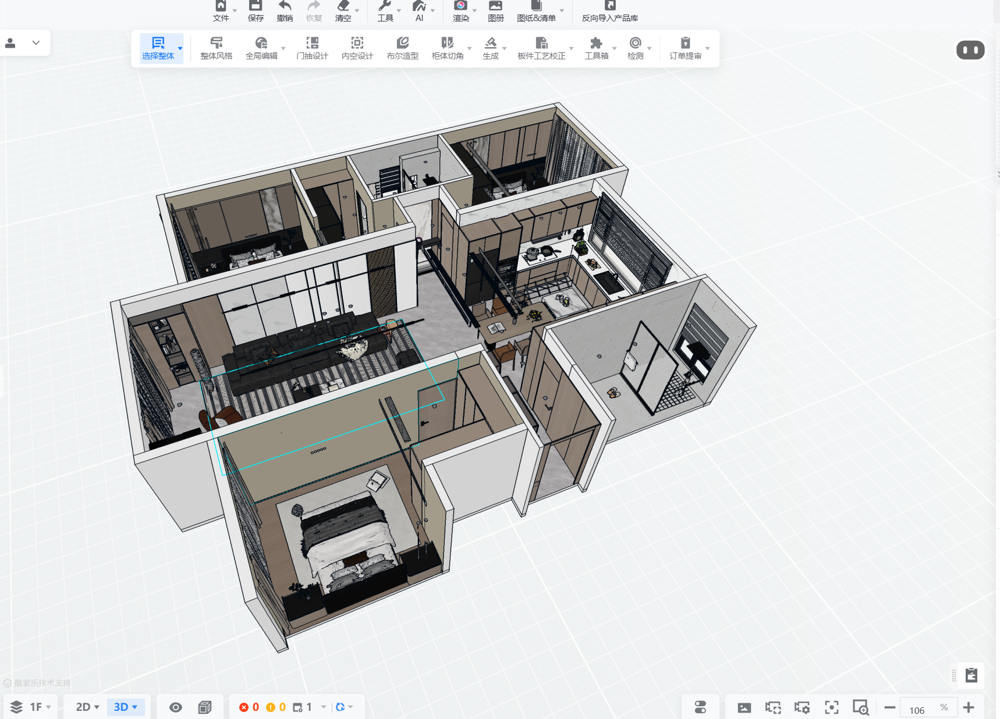 文件 保存 撤销 恢复 清空 工具 AI 渲染 图册 图纸&清单 反向导入产品库
选择整体 整体风格 全局编辑 门抽设计 内空设计 布尔造型 柜体切角 生成 板件工艺校正 工具箱 检测 订单提审
酷家乐技术支持
1F 2D 3D 0 0 1 106 %